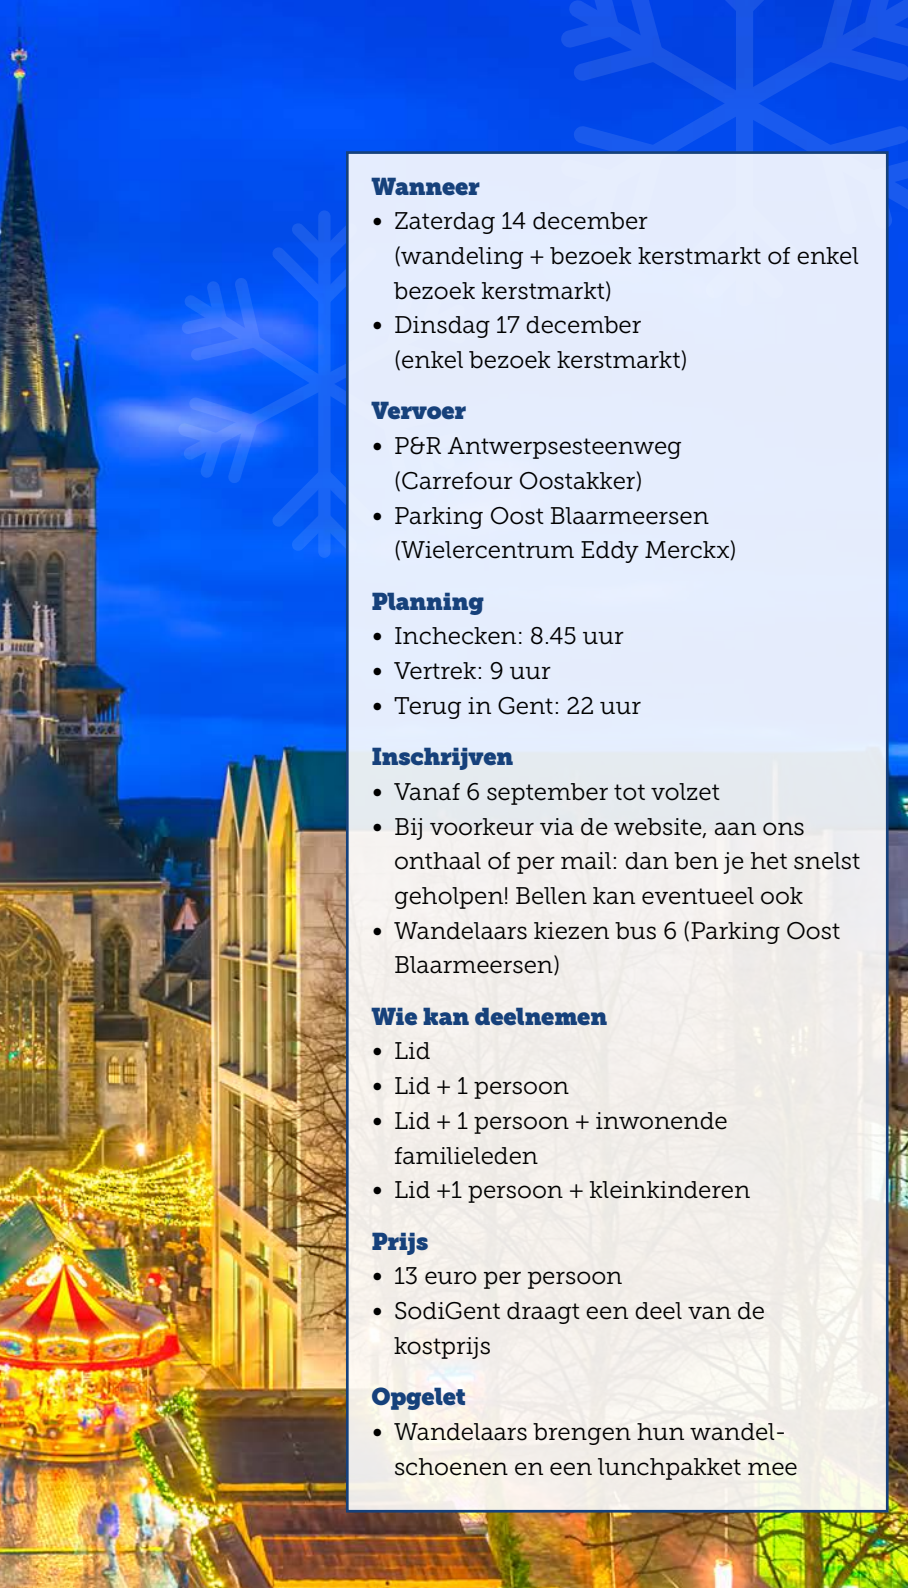 Wanneer
• Zaterdag 14 december
(wandeling + bezoek kerstmarkt of enkel
bezoek kerstmarkt)
• Dinsdag 17 december
(enkel bezoek kerstmarkt)
Vervoer
• P&R Antwerpsesteenweg
(Carrefour Oostakker)
• Parking Oost Blaarmeersen
(Wielercentrum Eddy Merckx)
Planning
• Inchecken: 8.45 uur
• Vertrek: 9 uur
• Terug in Gent: 22 uur
Inschrijven
• Vanaf 6 september tot volzet
• Bij voorkeur via de website, aan ons
onthaal of per mail: dan ben je het snelst
geholpen! Bellen kan eventueel ook
• Wandelaars kiezen bus 6 (Parking Oost
Blaarmeersen)
Wie kan deelnemen
• Lid
• Lid + 1 persoon
• Lid + 1 persoon + inwonende
familieleden
• Lid +1 persoon + kleinkinderen
Prijs
• 13 euro per persoon
• SodiGent draagt een deel van de
kostprijs
Opgelet
• Wandelaars brengen hun wandel-
schoenen en een lunchpakket mee